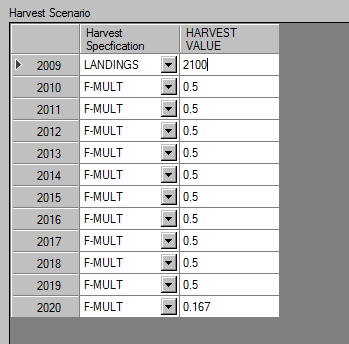 Harvest Scenario
Harvest Specfication HARVEST VALUE
2009 LANDINGS 2100
2010 F-MULT 0.5
2011 F-MULT 0.5
2012 F-MULT 0.5
2013 F-MULT 0.5
2014 F-MULT 0.5
2015 F-MULT 0.5
2016 F-MULT 0.5
2017 F-MULT 0.5
2018 F-MULT 0.5
2019 F-MULT 0.5
2020 F-MULT 0.167